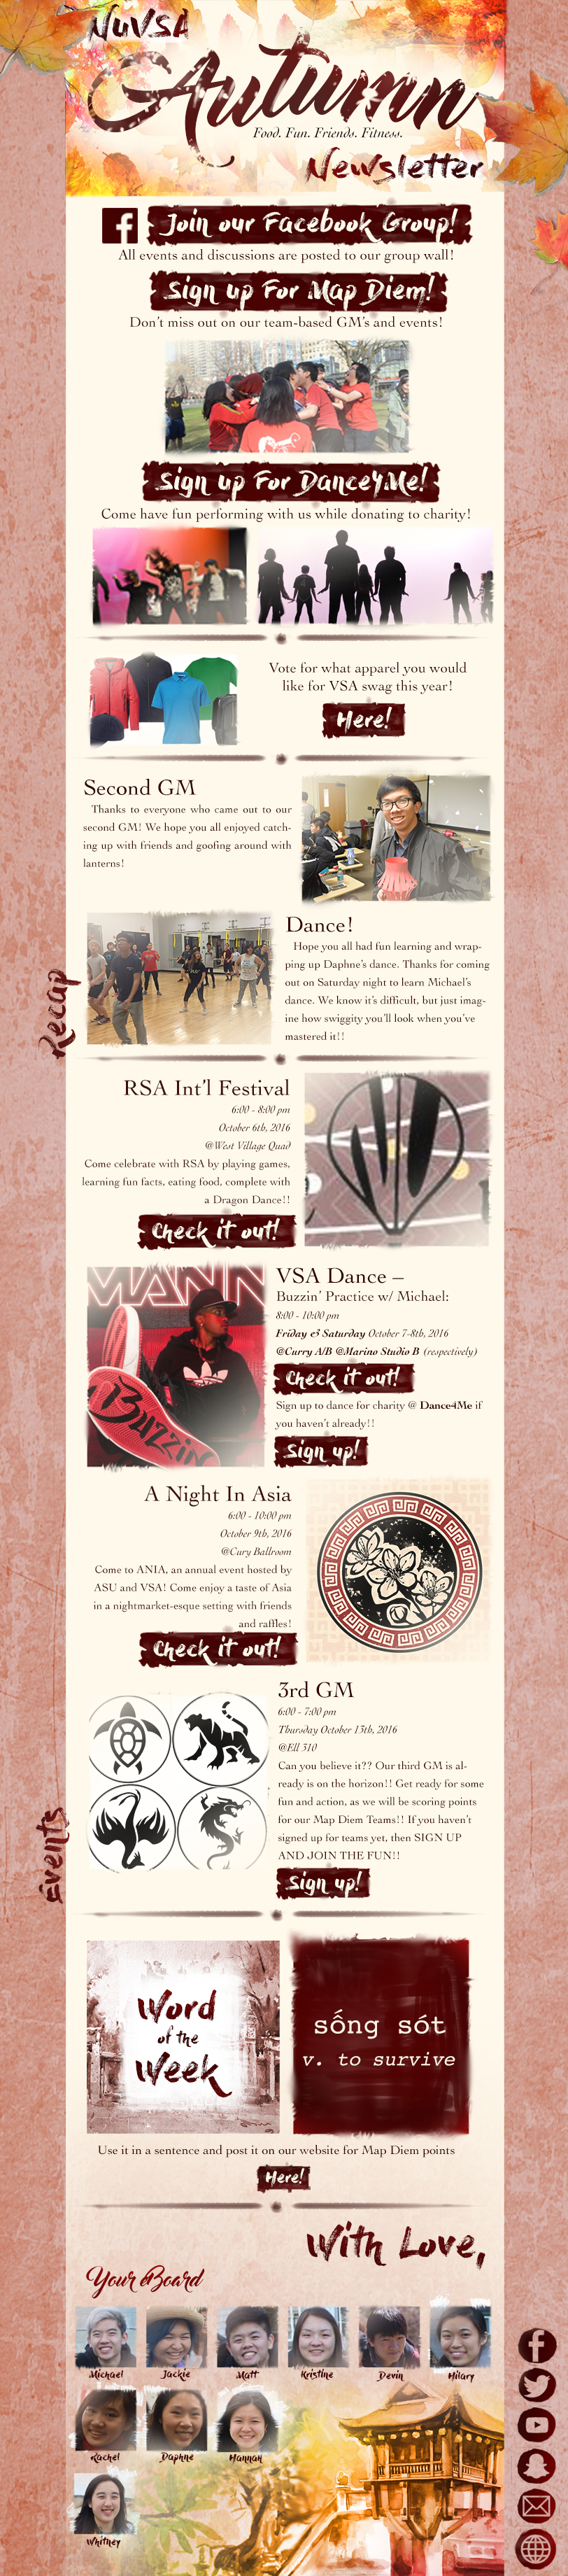 NuVSA
Autumn
Food. Fun. Friends. Fitness.
Newsletter
Join our Facebook Group!
All events and discussions are posted to our group wall!
Sign up For Map Diem!
Don't miss out on our team-based GM's and events!
Sign up For Dance4Me!
Come have fun performing with us while donating to charity!
Vote for what apparel you would
like for VSA swag this year!
Here!
Recap
Second GM
Thanks to everyone who came out to our
second GM! We hope you all enjoyed catch-
ing up with friends and goofing around with
lanterns!
Dance!
Hope you all had fun learning and wrap-
ping up Daphne's dance. Thanks for coming
out on Saturday night to learn Michael's
dance. We know it's difficult, but just imag-
ine how swiggity you'll look when you've
mastered it!!
Events
RSA Int'l Festival
6:00 - 8:00 pm
October 6th, 2016
@West Village Quad
Come celebrate with RSA by playing games,
learning fun facts, eating food, complete with
a Dragon Dance!!
Check it out!
MANN
Buzzin
VSA Dance –
Buzzin' Practice w/ Michael:
8:00 - 10:00 pm
Friday & Saturday October 7-8th, 2016
@Curry A/B @Marino Studio B (respectively)
Check it out!
Sign up to dance for charity @ Dance4Me if
you haven't already!!
Sign up!
A Night In Asia
6:00 - 10:00 pm
October 9th, 2016
@Cury Ballroom
Come to ANIA, an annual event hosted by
ASU and VSA! Come enjoy a taste of Asia
in a nightmarket-esque setting with friends
and raffles!
Check it out!
3rd GM
6:00 - 7:00 pm
Thursday October 13th, 2016
@Ell 310
Can you believe it?? Our third GM is al-
ready is on the horizon!! Get ready for some
fun and action, as we will be scoring points
for our Map Diem Teams!! If you haven't
signed up for teams yet, then SIGN UP
AND JOIN THE FUN!!
Sign up!
Word
of the
Week
sống sót
v. to survive
Use it in a sentence and post it on our website for Map Diem points
Here!
With Love,
Your eBoard
Michael Jackie Matt Kristine Devin Hilary
Rachel Daphne Hannah
Whitney